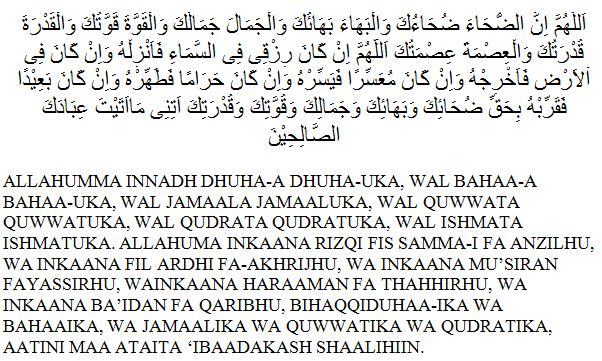 اَللّٰهُمَّ اِنَّ الضُّحَاءَ ضُحَاءُكَ وَالْبَهَاءَ بَهَائُكَ وَالْجَمَالَ جَمَالُكَ وَالْقُوَّةَ قُوَّتُكَ وَالْقُدْرَةَ
قُدْرَتُكَ وَالْعِصْمَةَ عِصْمَتُكَ اَللّٰهُمَّ اِنْ كَانَ رِزْقِى فِى السَّمَاءِ فَاَنْزِلْهُ وَاِنْ كَانَ فِى
اْلاَرْضِ فَاَخْرِجْهُ وَاِنْ كَانَ مُعَسِّرًا فَيَسِّرْهُ وَاِنْ كَانَ حَرَامًا فَطَهِّرْهُ وَاِنْ كَانَ بَعِيْدًا
فَقَرِّبْهُ بِحَقِّ ضُحَائِكَ وَبَهَائِكَ وَجَمَالِكَ وَقُوَّتِكَ وَقُدْرَتِكَ اَتِنِى مَااَتَيْتَ عِبَادَكَ
الصَّالِحِيْنَ
ALLAHUMMA INNADH DHUHA-A DHUHA-UKA, WAL BAHAA-A
BAHAA-UKA, WAL JAMAALA JAMAALUKA, WAL QUWWATA
QUWWATUKA, WAL QUDRATA QUDRATUKA, WAL ISHMATA
ISHMATUKA. ALLAHUMA INKAANA RIZQI FIS SAMMA-I FA ANZILHU,
WA INKAANA FIL ARDHI FA-AKHRIJHU, WA INKAANA MU’SIRAN
FAYASSIRHU, WAINKAANA HARAAMAN FA THAHHIRHU, WA
INKAANA BA’IDAN FA QARIBHU, BIHAQQIDUHAA-IKA WA
BAHAAIKA, WA JAMAALIKA WA QUWWATIKA WA QUDRATIKA,
AATINI MAA ATAITA ‘IBAADAKASH SHAALIHIIN.